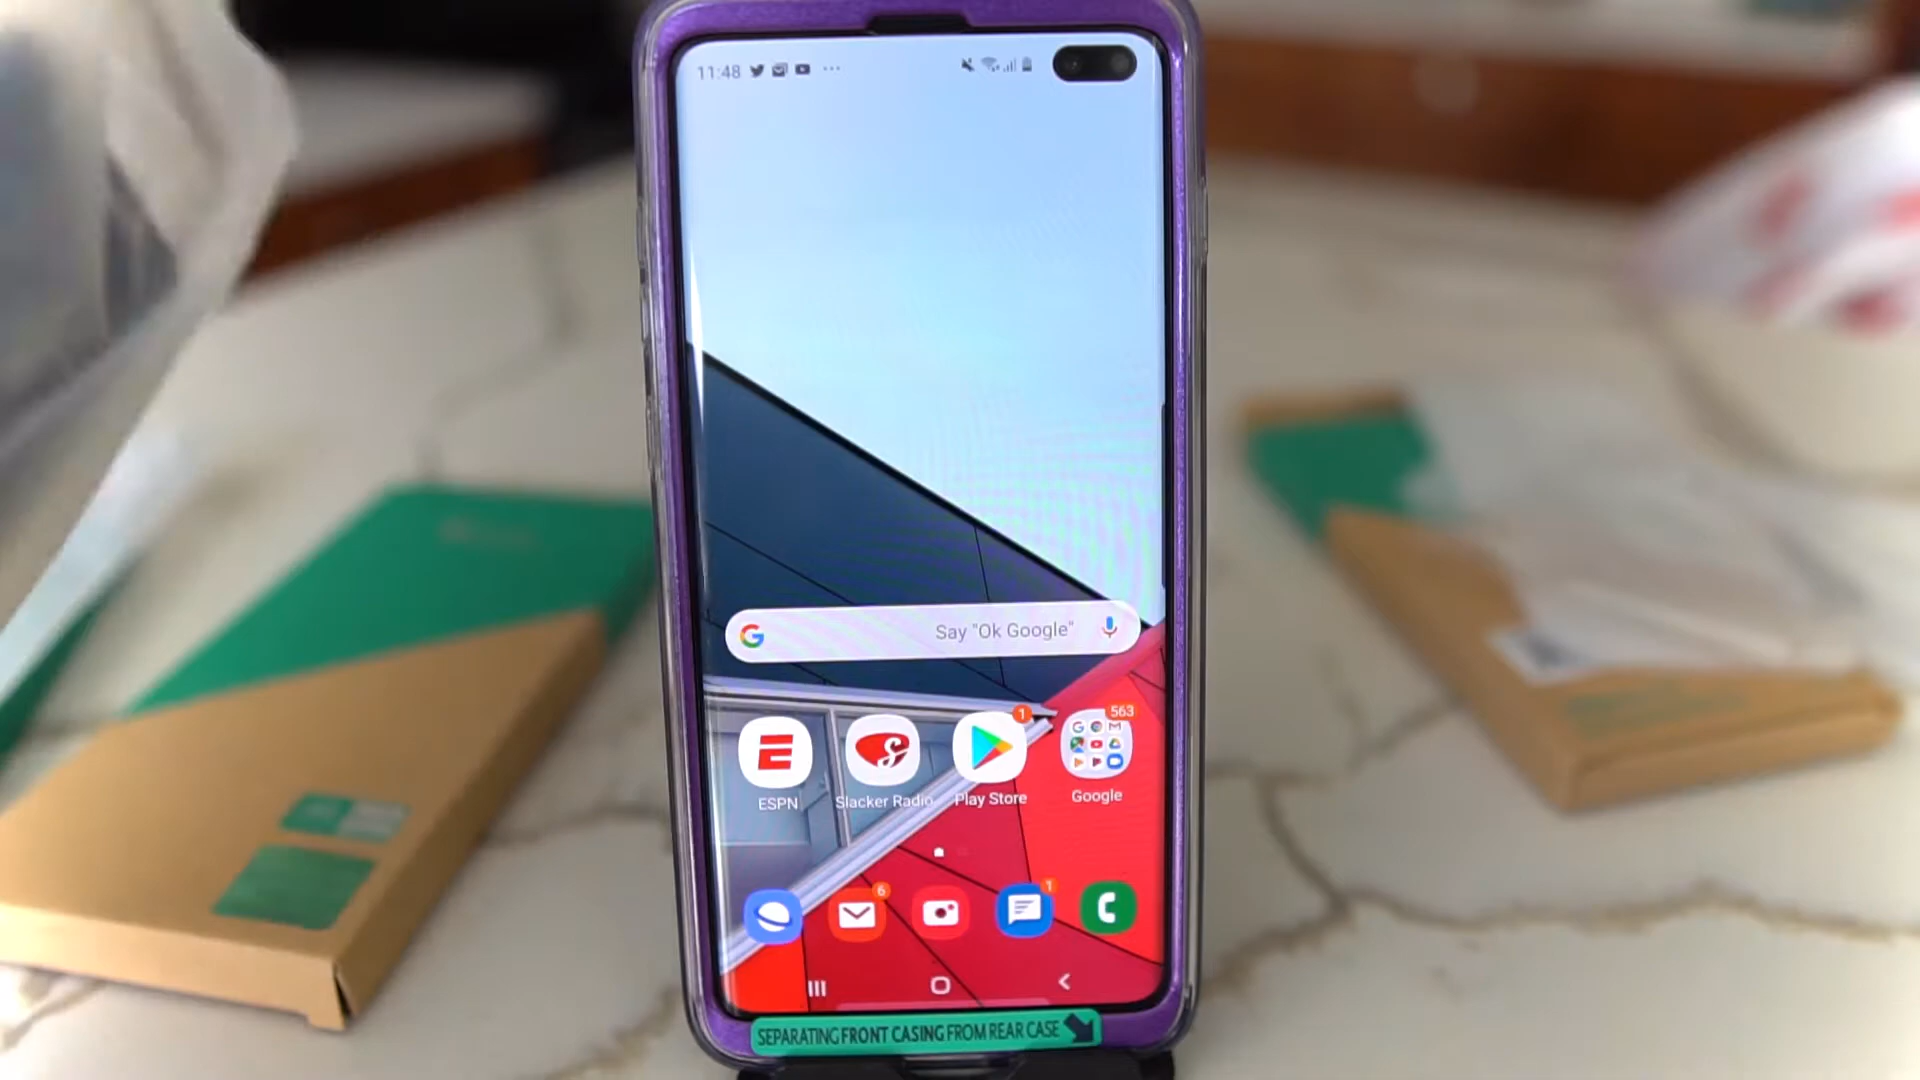 11:48
Say "Ok Google"
1
563
ESPN
Slacker Radio
Play Store
Google
6
1
SEPARATING FRONT CASING FROM REAR CASE